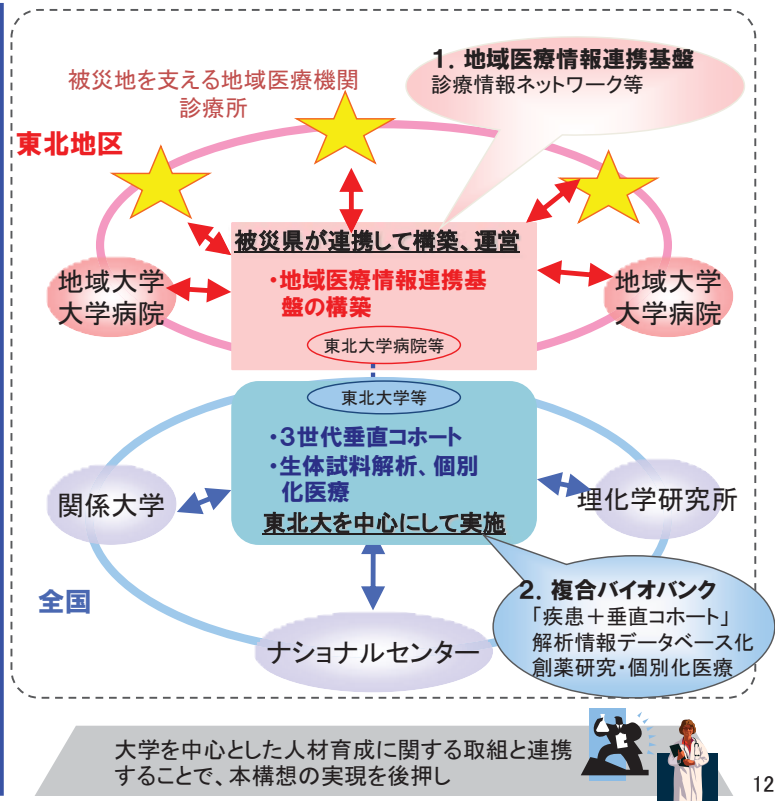 1. 地域医療情報連携基盤
診療情報ネットワーク等
被災地を支える地域医療機関
診療所
東北地区
被災県が連携して構築、運営
・地域医療情報連携基
盤の構築
地域大学
大学病院
地域大学
大学病院
東北大学病院等
東北大学等
・3世代垂直コホート
・生体試料解析、個別
化医療
東北大を中心にして実施
関係大学
理化学研究所
全国
ナショナルセンター
2. 複合バイオバンク
「疾患+垂直コホート」
解析情報データベース化
創薬研究・個別化医療
大学を中心とした人材育成に関する取組と連携
することで、本構想の実現を後押し
12